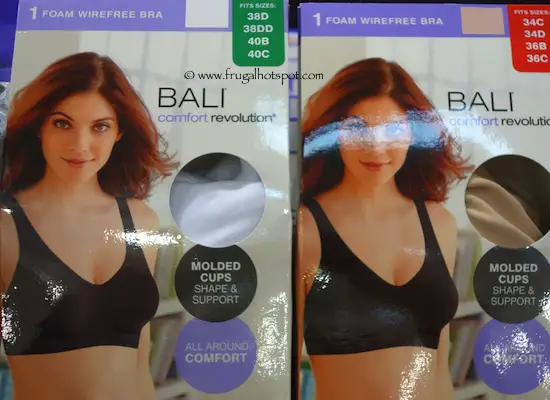 1 FOAM WIREFREE BRA
FITS SIZES:
38D
38DD
40B
40C
© www.frugalhotspot.com
BALI
comfort revolution®
MOLDED
CUPS
SHAPE &
SUPPORT
ALL AROUND
COMFORT
1 FOAM WIREFREE BRA
FITS SIZES:
34C
34D
36B
36C
BALI
comfort revolution
MOLDED
CUPS
SHAPE &
SUPPORT
ALL AROUND
COMFORT